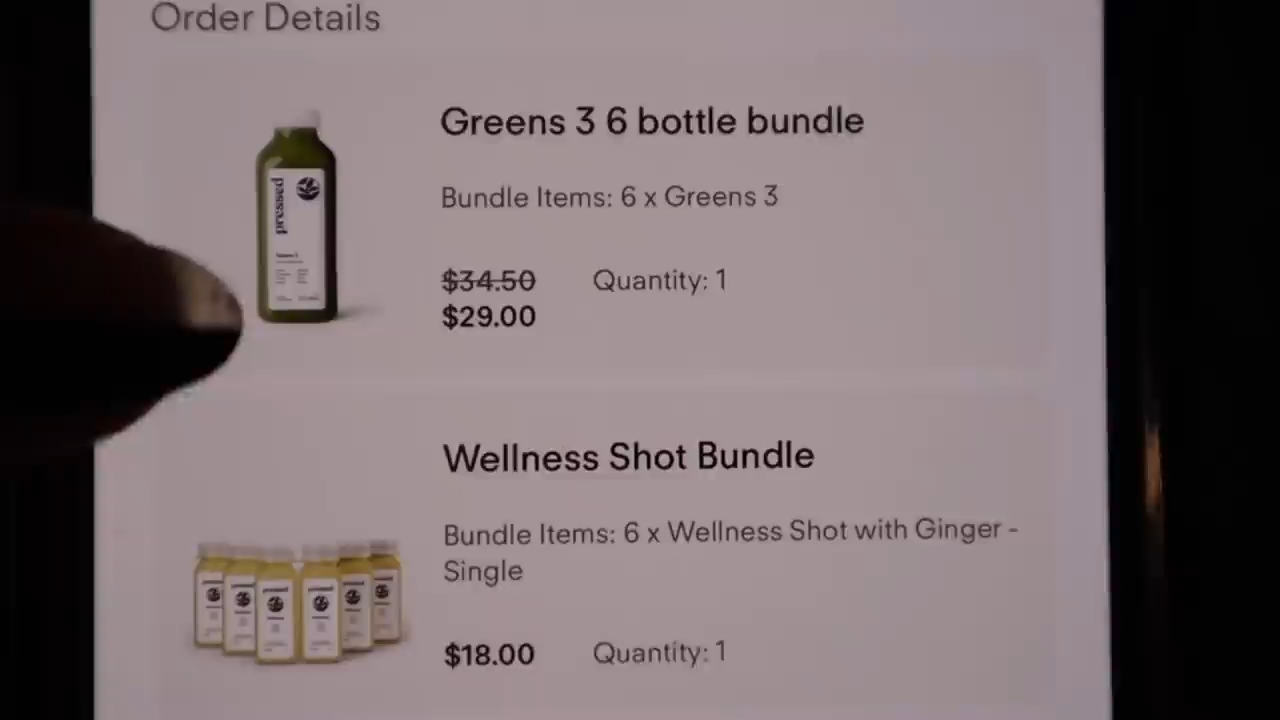 Order Details
Greens 3 6 bottle bundle
Bundle Items: 6 x Greens 3
$34.50 Quantity: 1
$29.00
pressed
Wellness Shot Bundle
Bundle Items: 6 x Wellness Shot with Ginger -
Single
$18.00 Quantity: 1